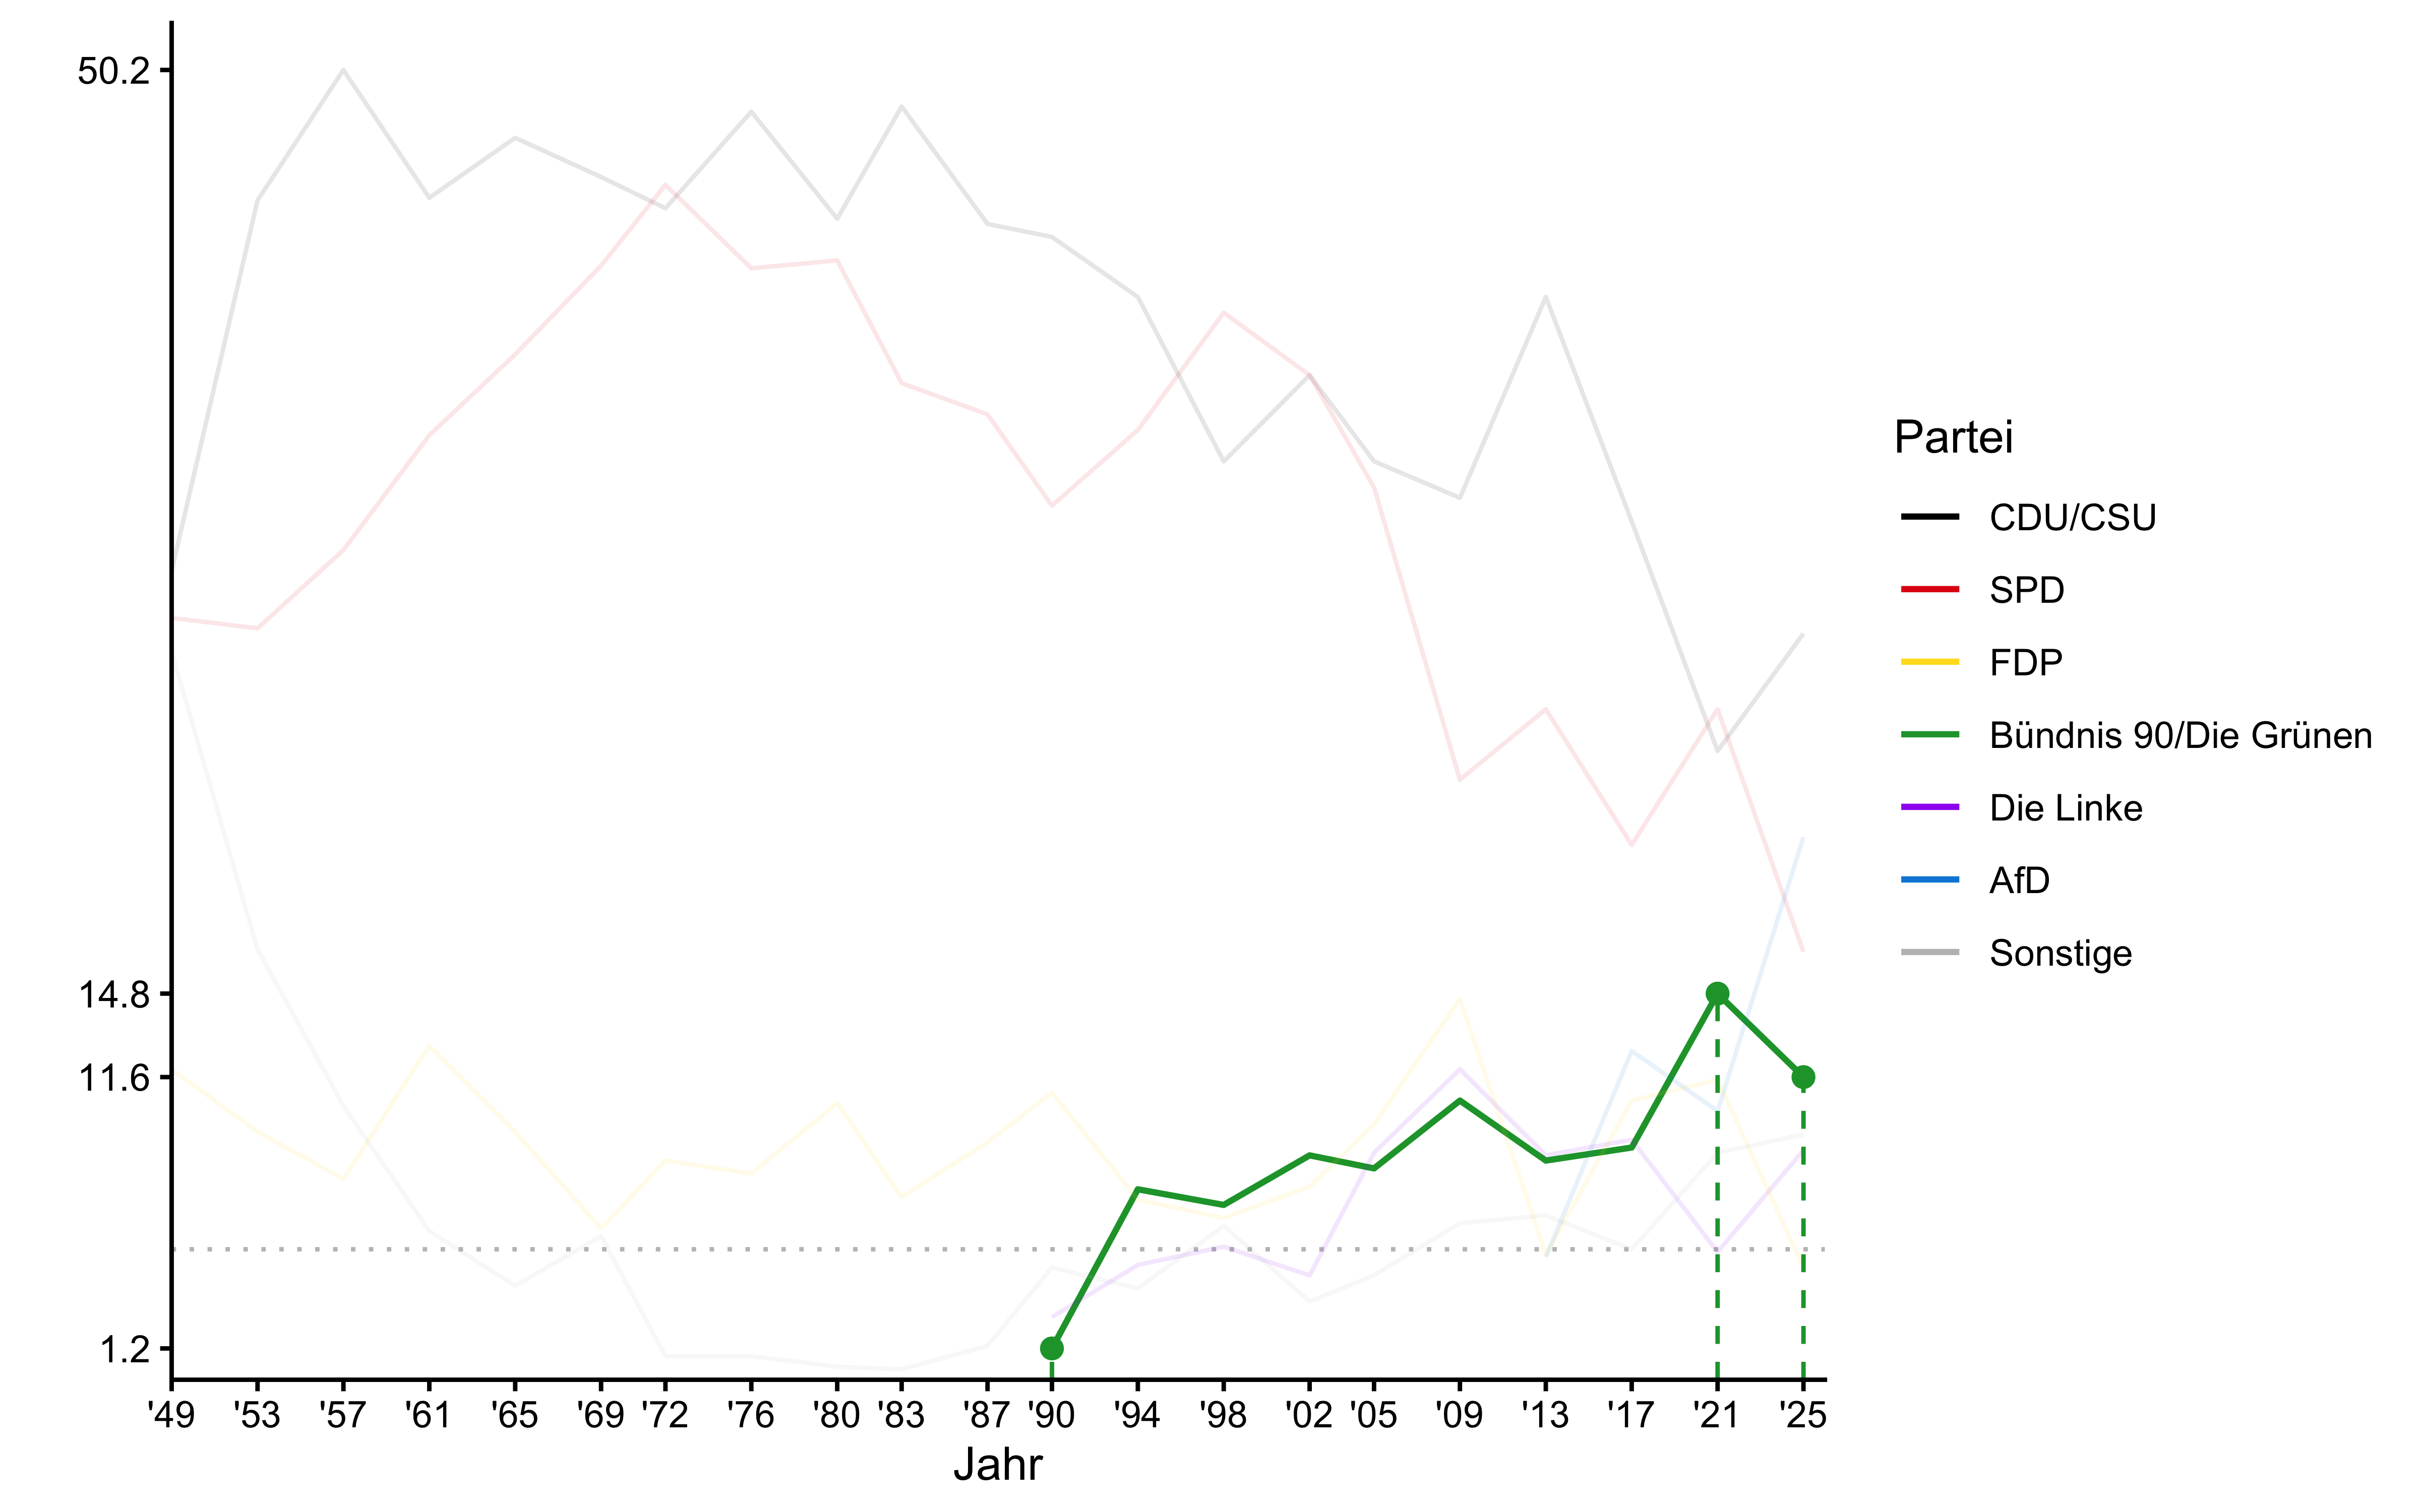 50.2
14.8
11.6
1.2
'49 '53 '57 '61 '65 '69 '72 '76 '80 '83 '87 '90 '94 '98 '02 '05 '09 '13 '17 '21 '25
Jahr
Partei
CDU/CSU
SPD
FDP
Bündnis 90/Die Grünen
Die Linke
AfD
Sonstige